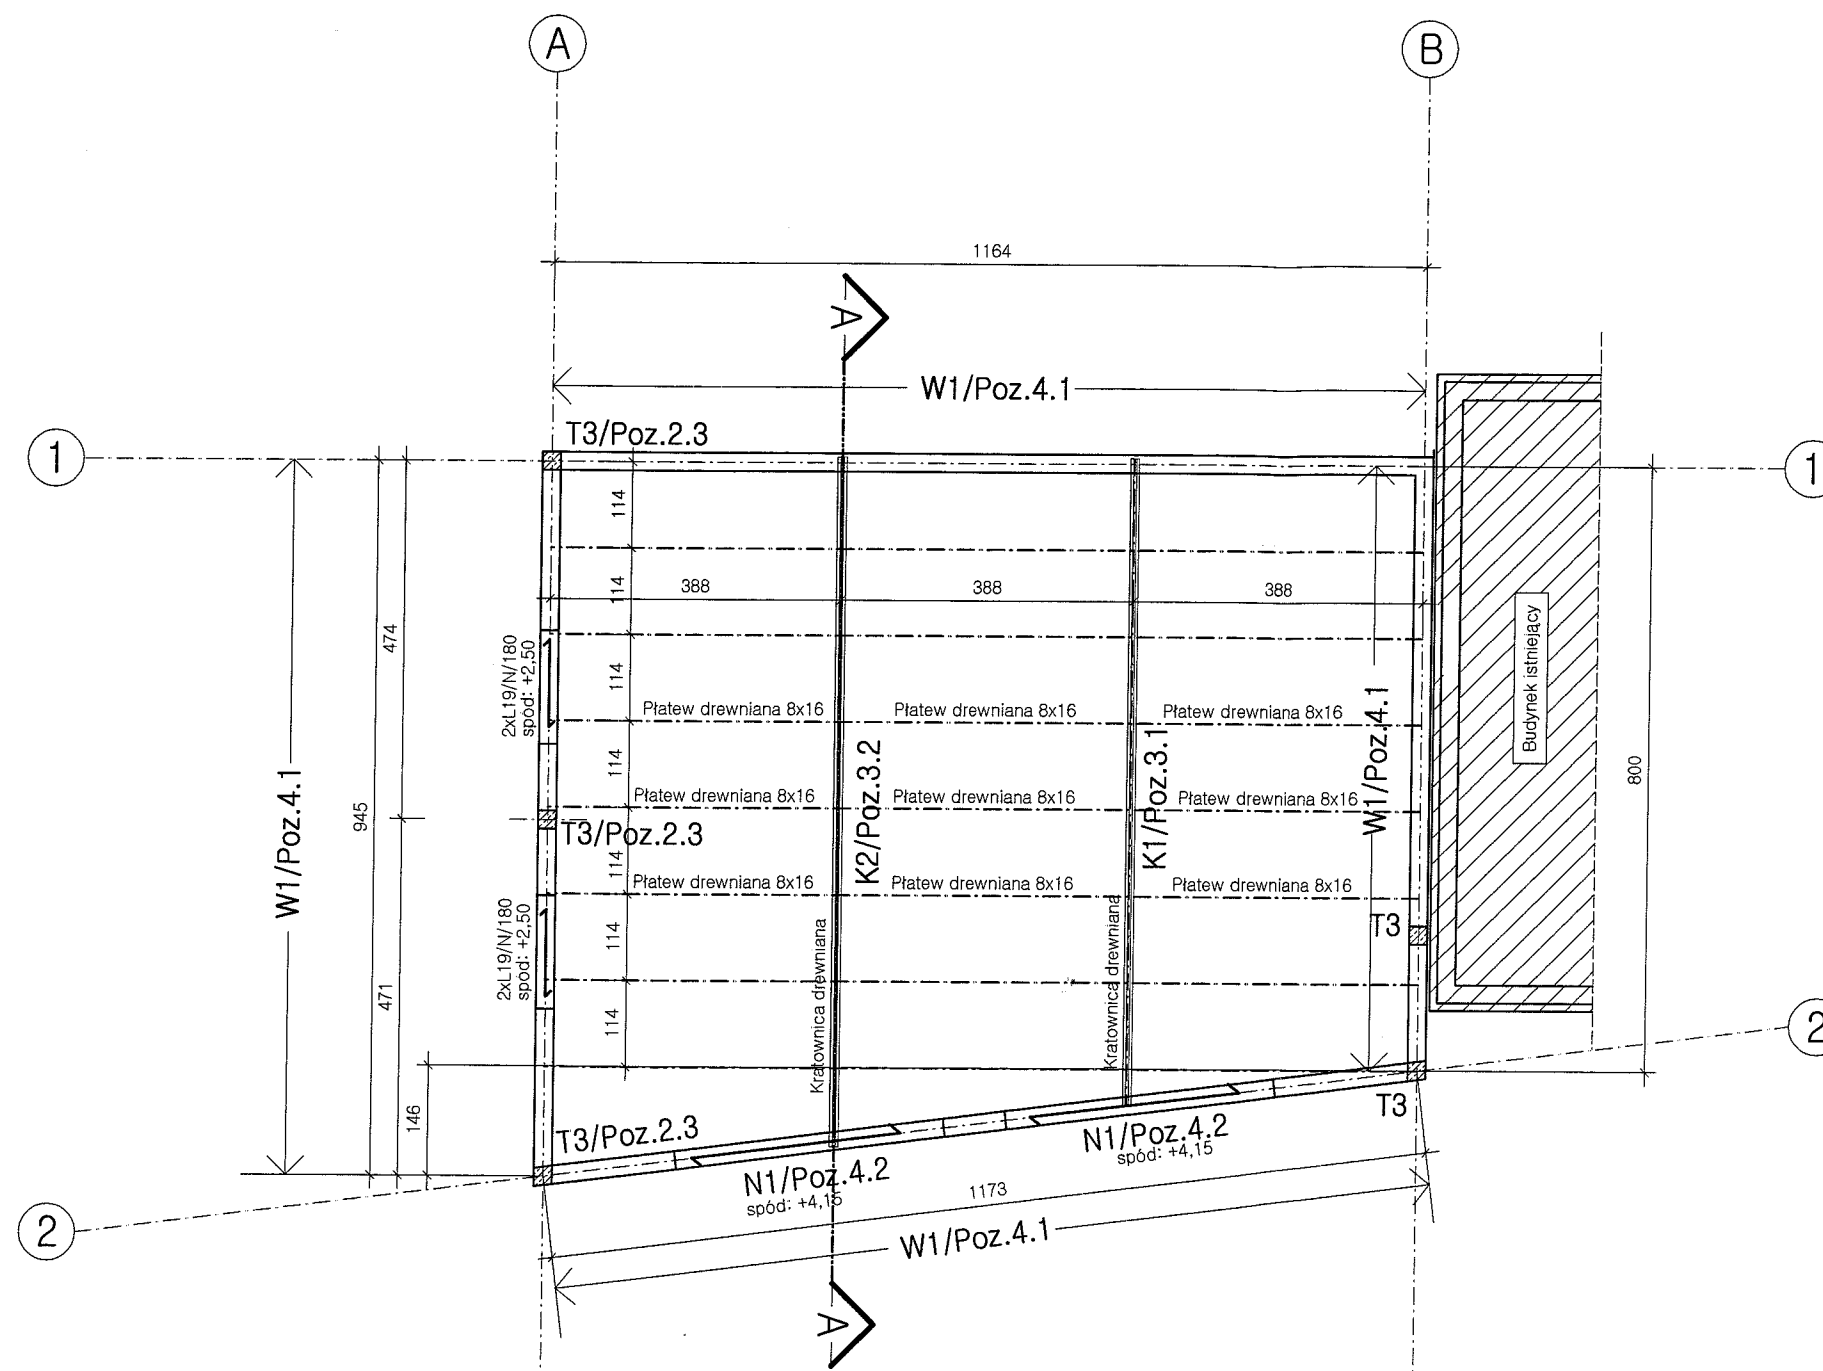 A
B
1164
A
W1/Poz.4.1
T3/Poz.2.3
1
1
114
114
388
388
388
474
2xL19/N/180
spód: +2,50
114
Płatew drewniana 8x16
Płatew drewniana 8x16
Płatew drewniana 8x16
Budynek istniejący
W1/Poz.4.1
K2/Poz.3.2
K1/Poz.3.1
800
114
Płatew drewniana 8x16
Płatew drewniana 8x16
Płatew drewniana 8x16
945
W1/Poz.4.1
T3/Poz.2.3
114
Płatew drewniana 8x16
Płatew drewniana 8x16
Płatew drewniana 8x16
2xL19/N/180
spód: +2,50
114
T3
Kratownica drewniana
Kratownica drewniana
471
114
2
146
T3/Poz.2.3
T3
N1/Poz.4.2
spód: +4,15
N1/Poz.4.2
spód: +4,15
1173
2
W1/Poz.4.1
A